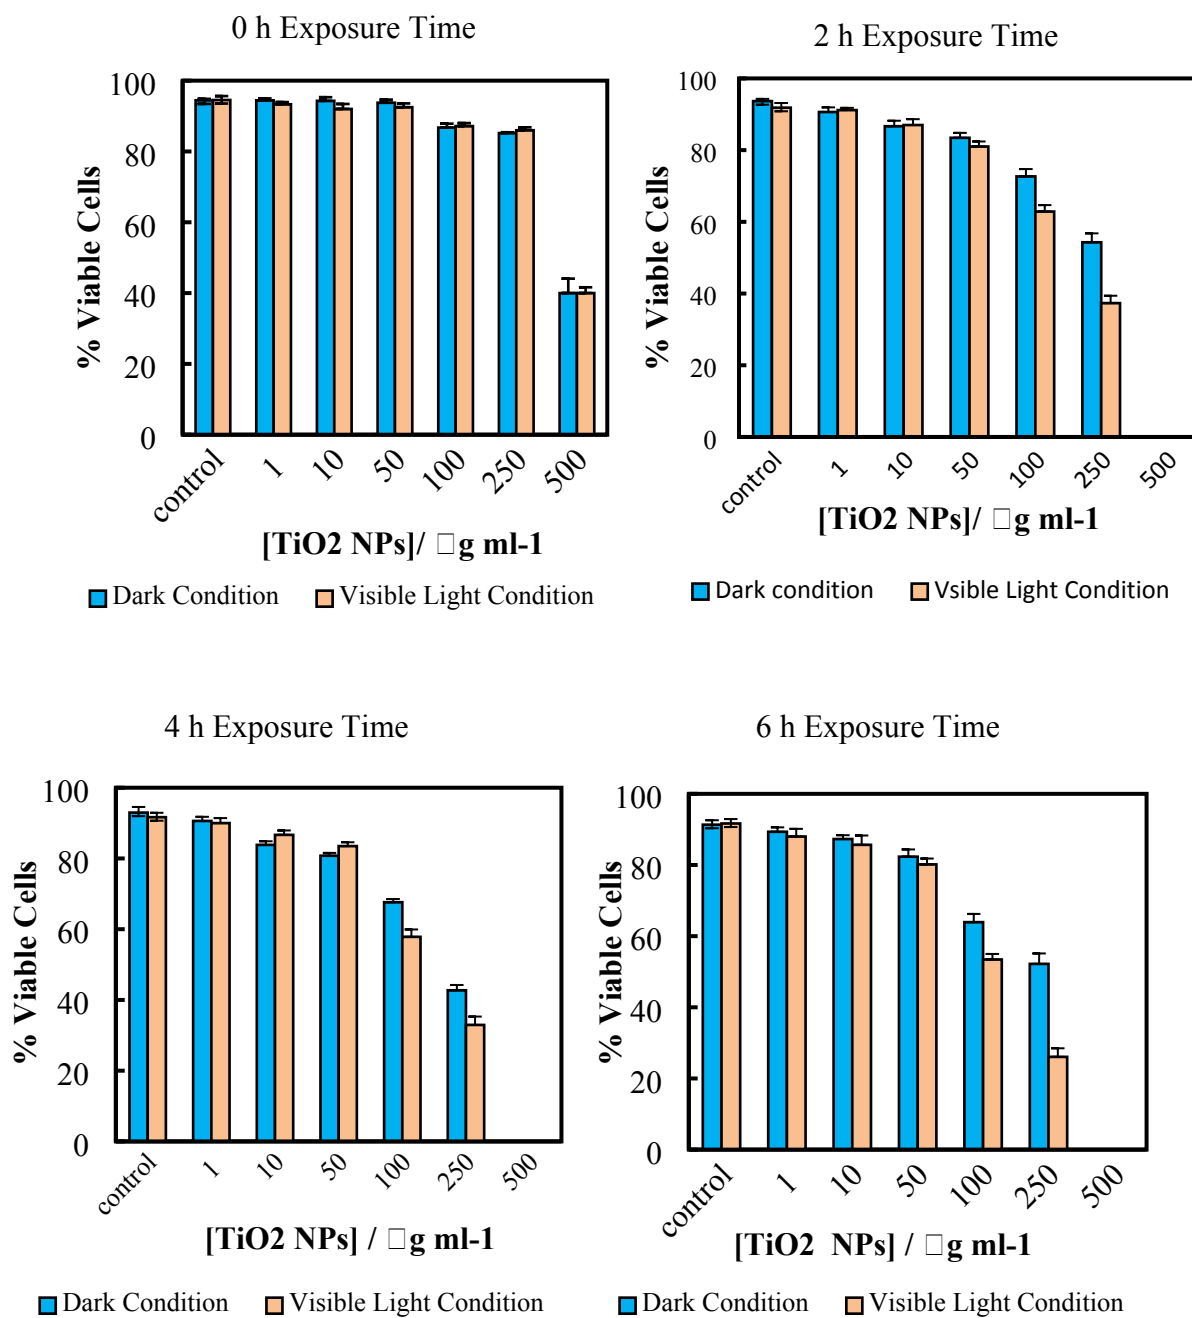 0 h Exposure Time
100
80
60
40
20
0
% Viable Cells
control 1 10 50 100 250 500
[TiO2 NPs]/ □g ml-1
Dark Condition Visible Light Condition
2 h Exposure Time
100
80
60
40
20
0
% Viable Cells
control 1 10 50 100 250 500
[TiO2 NPs]/ □g ml-1
Dark condition Vsible Light Condition
4 h Exposure Time
100
80
60
40
20
0
% Viable Cells
control 1 10 50 100 250 500
[TiO2 NPs] / □g ml-1
Dark Condition Visible Light Condition
6 h Exposure Time
100
80
60
40
20
0
% Viable Cells
control 1 10 50 100 250 500
[TiO2 NPs] / □g ml-1
Dark Condition Visible Light Condition